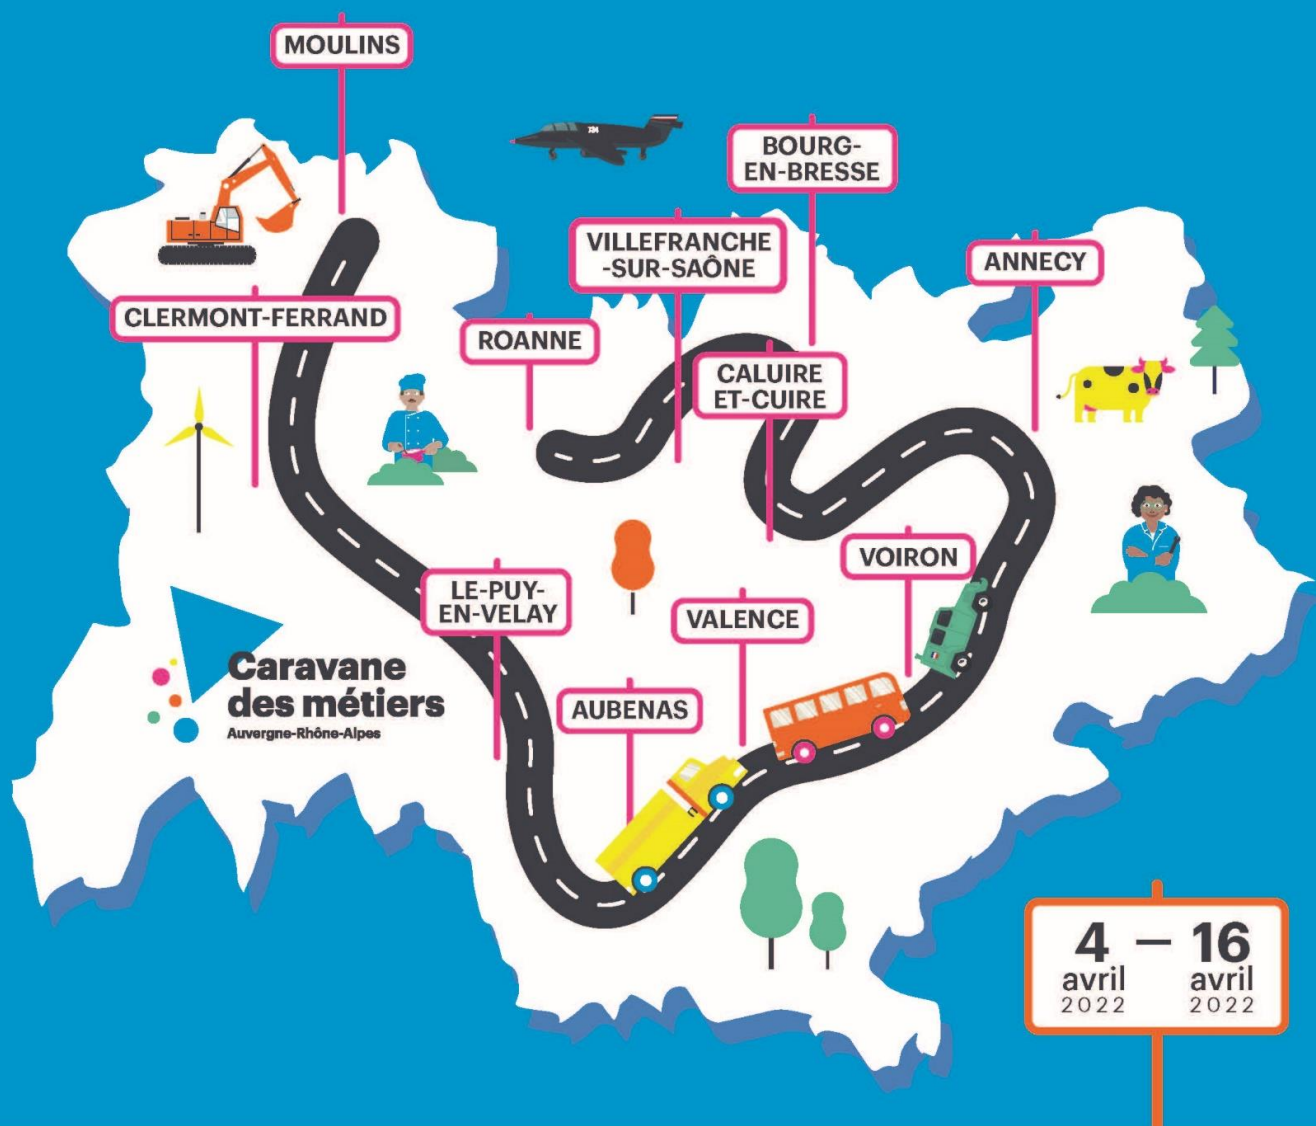 MOULINS
BOURG-
EN-BRESSE
VILLEFRANCHE
-SUR-SAÔNE
ANNECY
CLERMONT-FERRAND
ROANNE
CALUIRE
ET-CUIRE
VOIRON
LE-PUY-
EN-VELAY
VALENCE
AUBENAS
Caravane
des métiers
Auvergne-Rhône-Alpes
4 — 16
avril avril
2022 2022